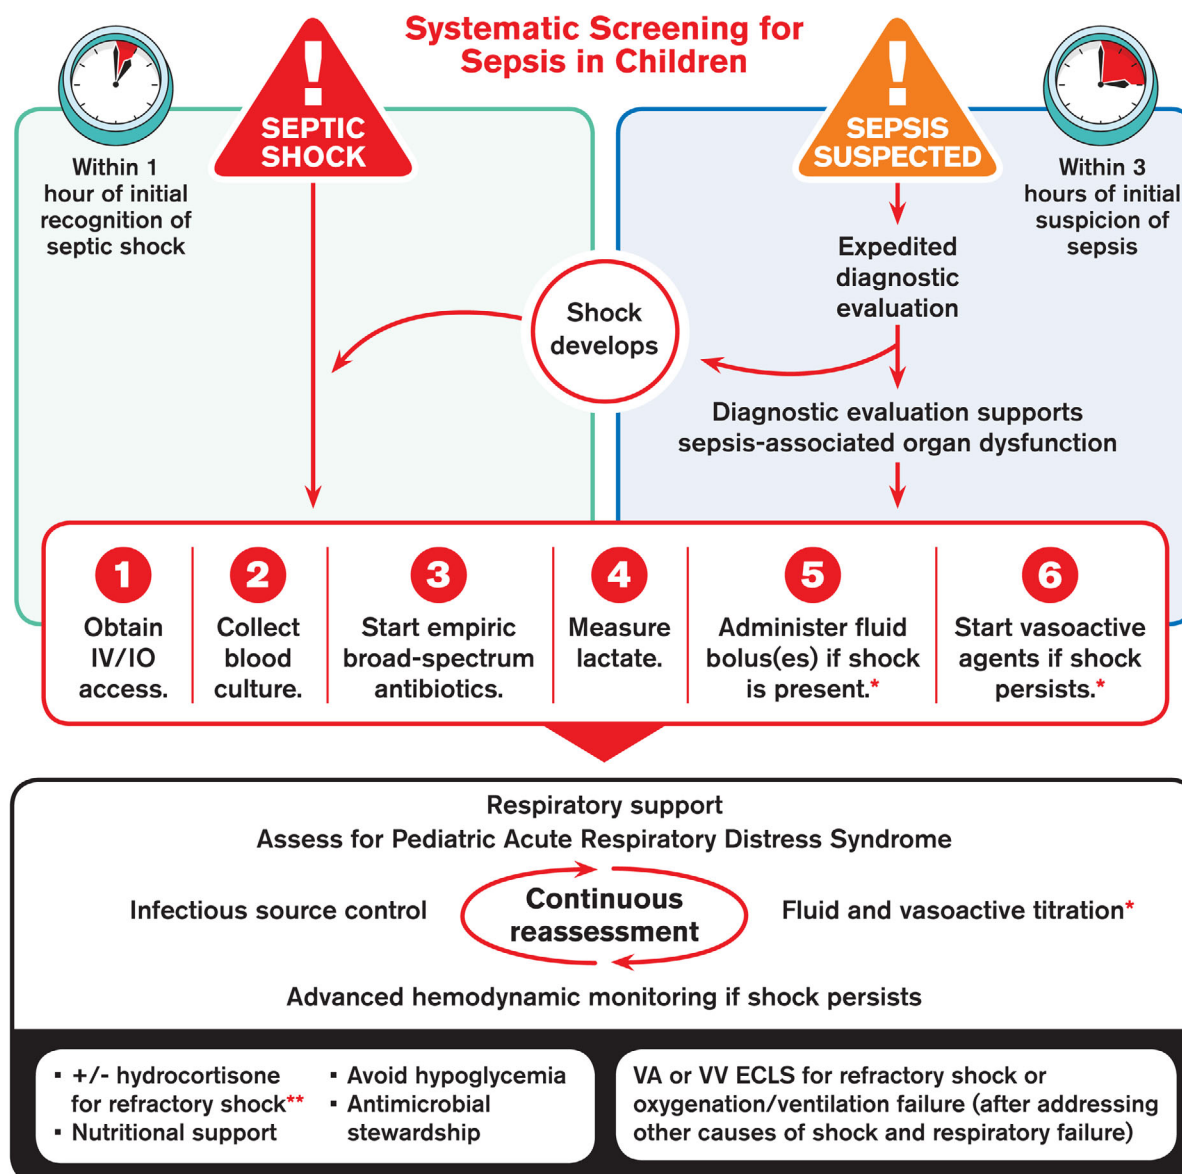 Systematic Screening for
Sepsis in Children
!
SEPTIC
SHOCK
!
SEPSIS
SUSPECTED
Within 1
hour of initial
recognition of
septic shock
Within 3
hours of initial
suspicion of
sepsis
Expedited
diagnostic
evaluation
Shock
develops
Diagnostic evaluation supports
sepsis-associated organ dysfunction
1
Obtain
IV/IO
access.
2
Collect
blood
culture.
3
Start empiric
broad-spectrum
antibiotics.
4
Measure
lactate.
5
Administer fluid
bolus(es) if shock
is present.*
6
Start vasoactive
agents if shock
persists.*
Respiratory support
Assess for Pediatric Acute Respiratory Distress Syndrome
Infectious source control
Continuous
reassessment
Fluid and vasoactive titration*
Advanced hemodynamic monitoring if shock persists
▪ +/- hydrocortisone
for refractory shock**
▪ Nutritional support
▪ Avoid hypoglycemia
▪ Antimicrobial
stewardship
VA or VV ECLS for refractory shock or
oxygenation/ventilation failure (after addressing
other causes of shock and respiratory failure)